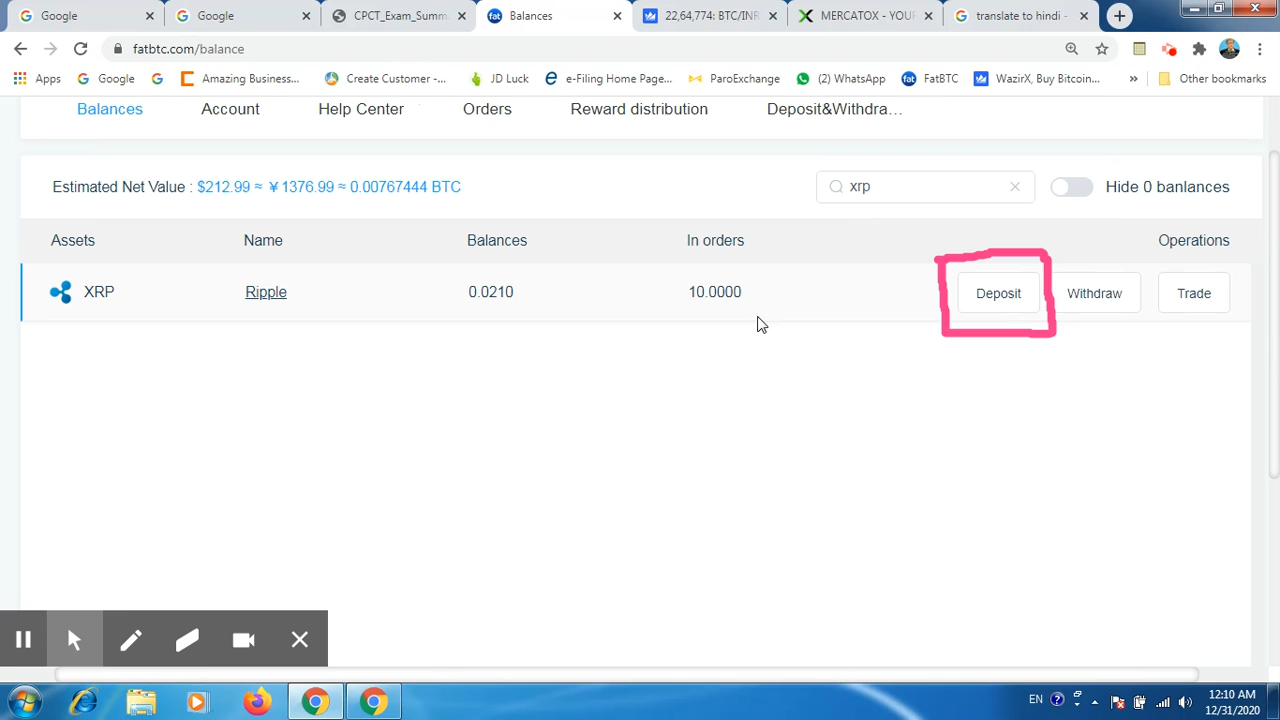 Google
Google
CPCT_Exam_Summ
Balances
22,64,774: BTC/INR
MERCATOX - YOUR
translate to hindi -
fatbtc.com/balance
Apps
Google
Amazing Business...
Create Customer -...
JD Luck
e-Filing Home Page...
ParoExchange
(2) WhatsApp
fat
FatBTC
WazirX, Buy Bitcoin...
»
Other bookmarks
Balances
Account
Help Center
Orders
Reward distribution
Deposit&Withdra...
Estimated Net Value : $212.99 ≈ ¥1376.99 ≈ 0.00767444 BTC
xrp
Hide 0 banlances
Assets
Name
Balances
In orders
Operations
XRP
Ripple
0.0210
10.0000
Deposit
Withdraw
Trade
EN
12:10 AM
12/31/2020